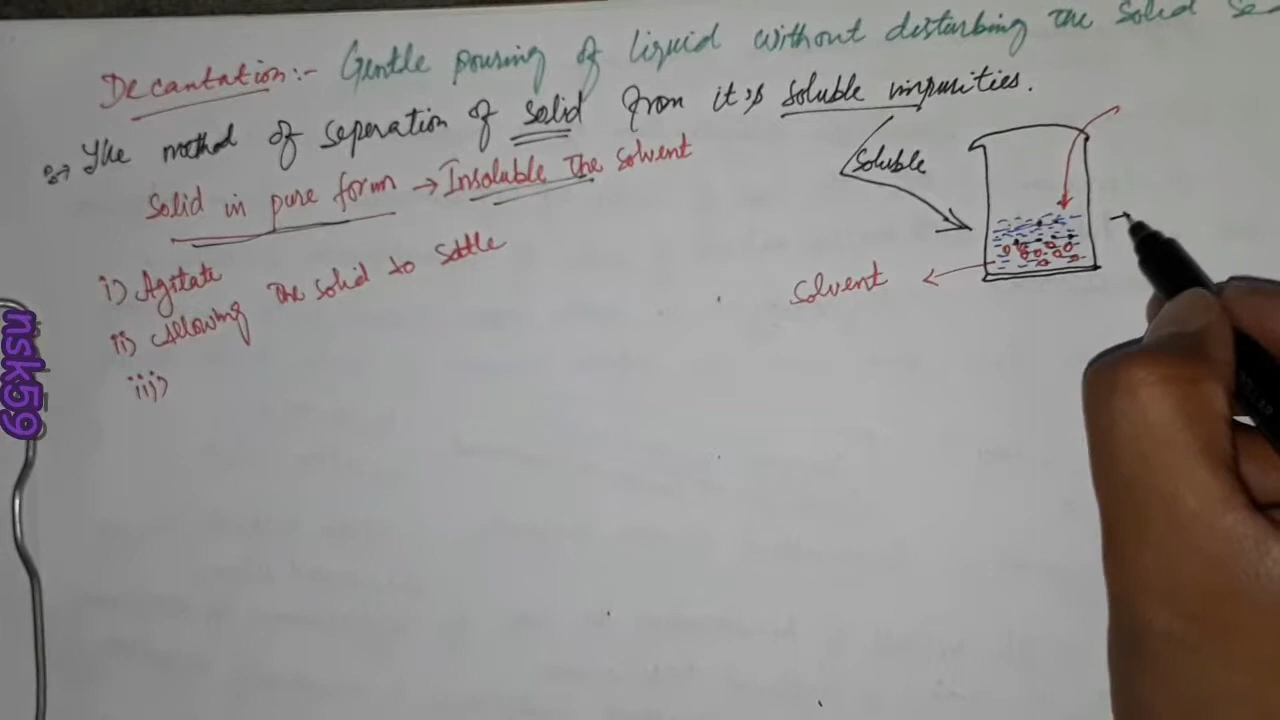 Decantation:- Gentle pouring of liquid without disturbing the solid
⇒ The method of seperation of solid from it's soluble impurities.
Solid in pure form → Insoluble the solvent
soluble
i) Agitate
ii) Allowing the solid to settle
iii)
solvent
nsk59